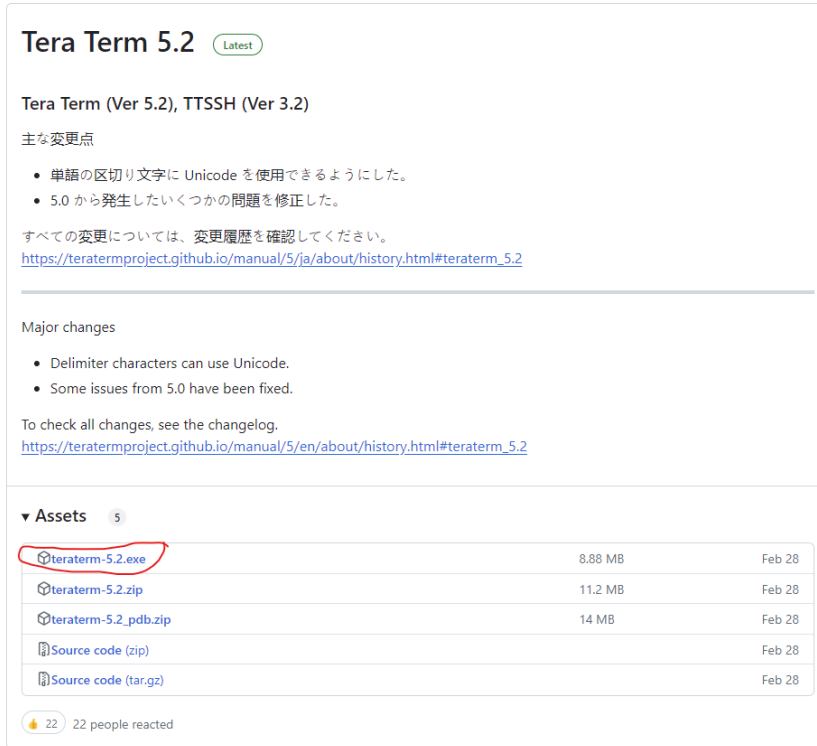 Tera Term 5.2 Latest
Tera Term (Ver 5.2), TTSSH (Ver 3.2)
主な変更点
単語の区切り文字に Unicode を使用できるようにした。
5.0 から発生したいくつかの問題を修正した。
すべての変更については、変更履歴を確認してください。
https://teratermproject.github.io/manual/5/ja/about/history.html#teraterm_5.2
Major changes
Delimiter characters can use Unicode.
Some issues from 5.0 have been fixed.
To check all changes, see the changelog.
https://teratermproject.github.io/manual/5/en/about/history.html#teraterm_5.2
Assets 5
teraterm-5.2.exe 8.88 MB Feb 28
teraterm-5.2.zip 11.2 MB Feb 28
teraterm-5.2_pdb.zip 14 MB Feb 28
Source code (zip) Feb 28
Source code (tar.gz) Feb 28
22 22 people reacted